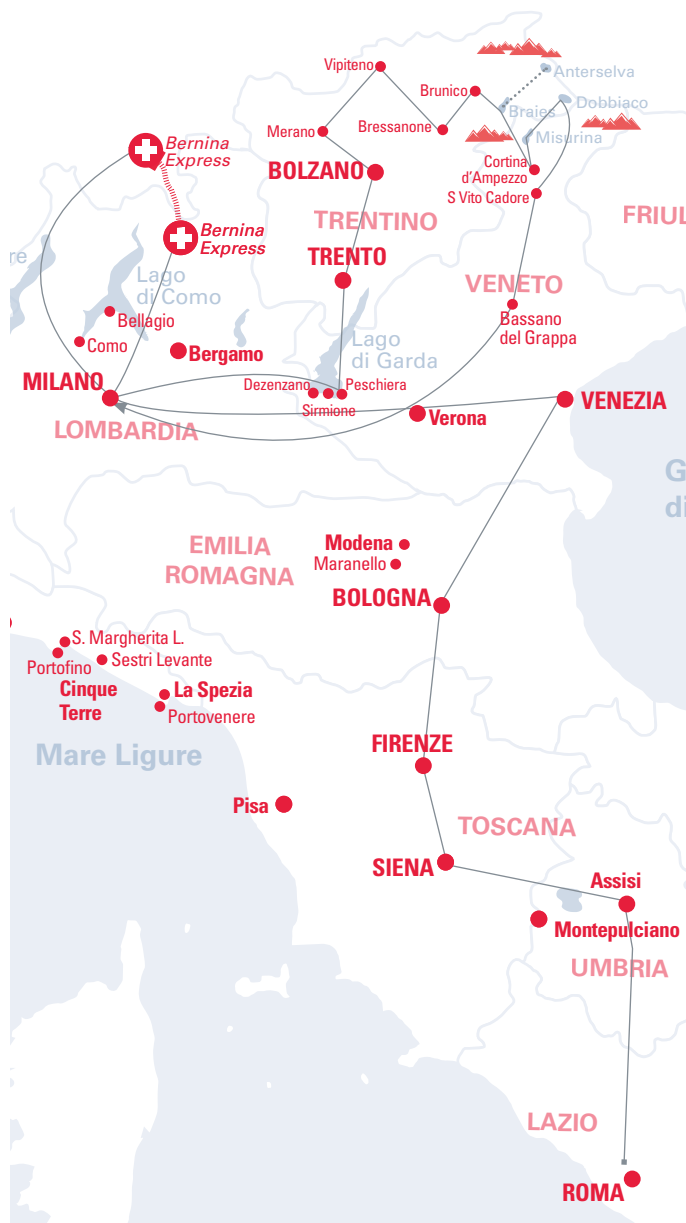 Vipiteno
Anterselva
Brunico
Braies
Dobbiaco
Merano
Bressanone
Misurina
Bernina
Express
BOLZANO
Cortina
d'Ampezzo
S Vito Cadore
TRENTINO
FRIUL
Bernina
Express
re
TRENTO
Lago
di Como
VENETO
Bellagio
Bassano
del Grappa
Como
Bergamo
Lago
di Garda
MILANO
Dezenzano
Peschiera
Sirmione
VENEZIA
Verona
LOMBARDIA
G
di
EMILIA
ROMAGNA
Modena
Maranello
BOLOGNA
S. Margherita L.
Portofino
Sestri Levante
Cinque
Terre
La Spezia
Portovenere
FIRENZE
Mare Ligure
Pisa
TOSCANA
SIENA
Assisi
Montepulciano
UMBRIA
LAZIO
ROMA